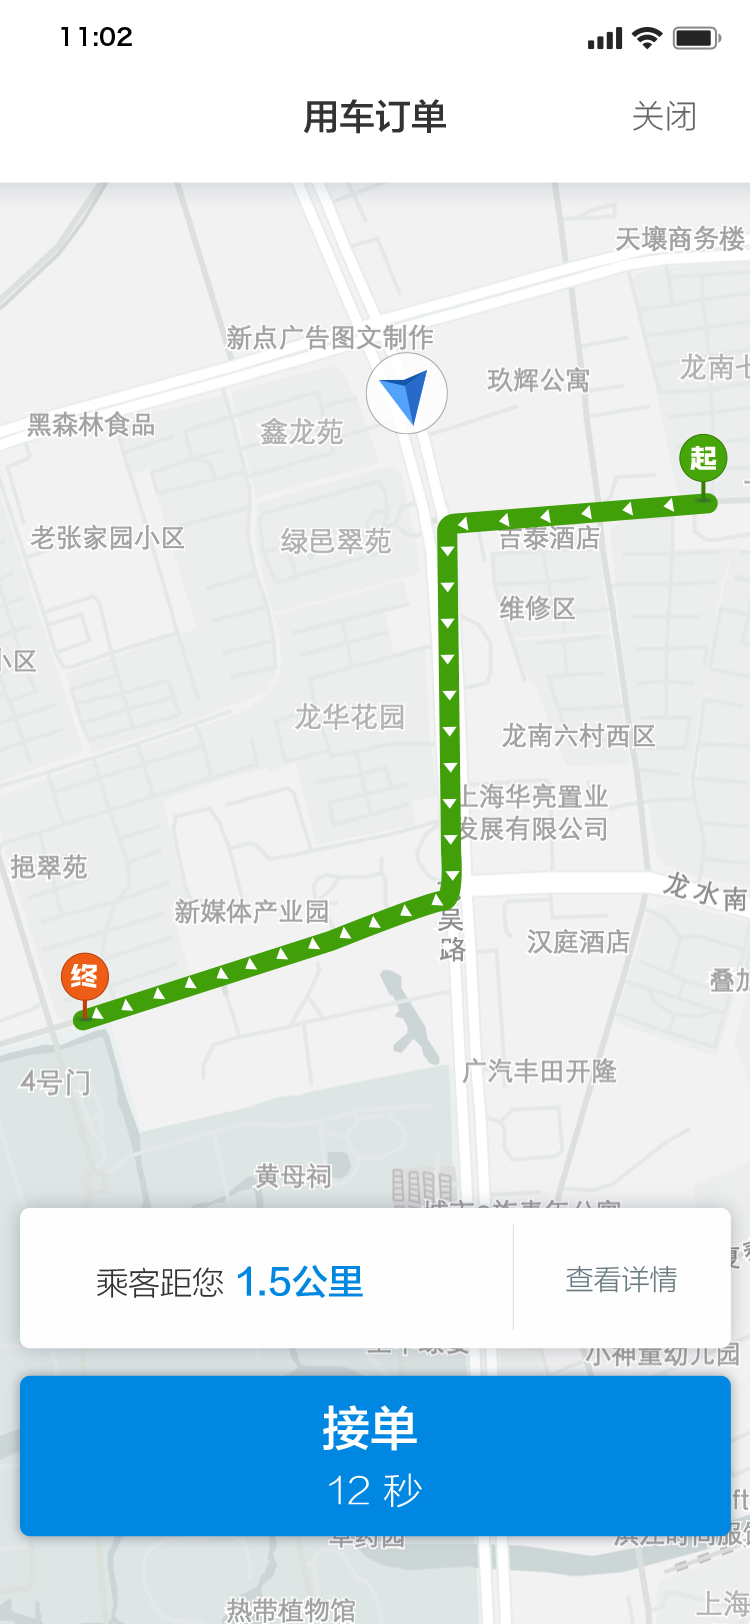 11:02
用车订单
关闭
天壤商务楼
新点广告图文制作
龙南七
玖辉公寓
黑森林食品
鑫龙苑
起
老张家园小区
绿邑翠苑
吉泰酒店
维修区
小区
龙华花园
龙南六村西区
上海华亮置业
发展有限公司
挹翠苑
龙水南
新媒体产业园
吴
路
汉庭酒店
终
叠加
广汽丰田开隆
4号门
黄母祠
乘客距您 1.5公里
查看详情
小神童幼儿园
接单
12 秒
热带植物馆
上海